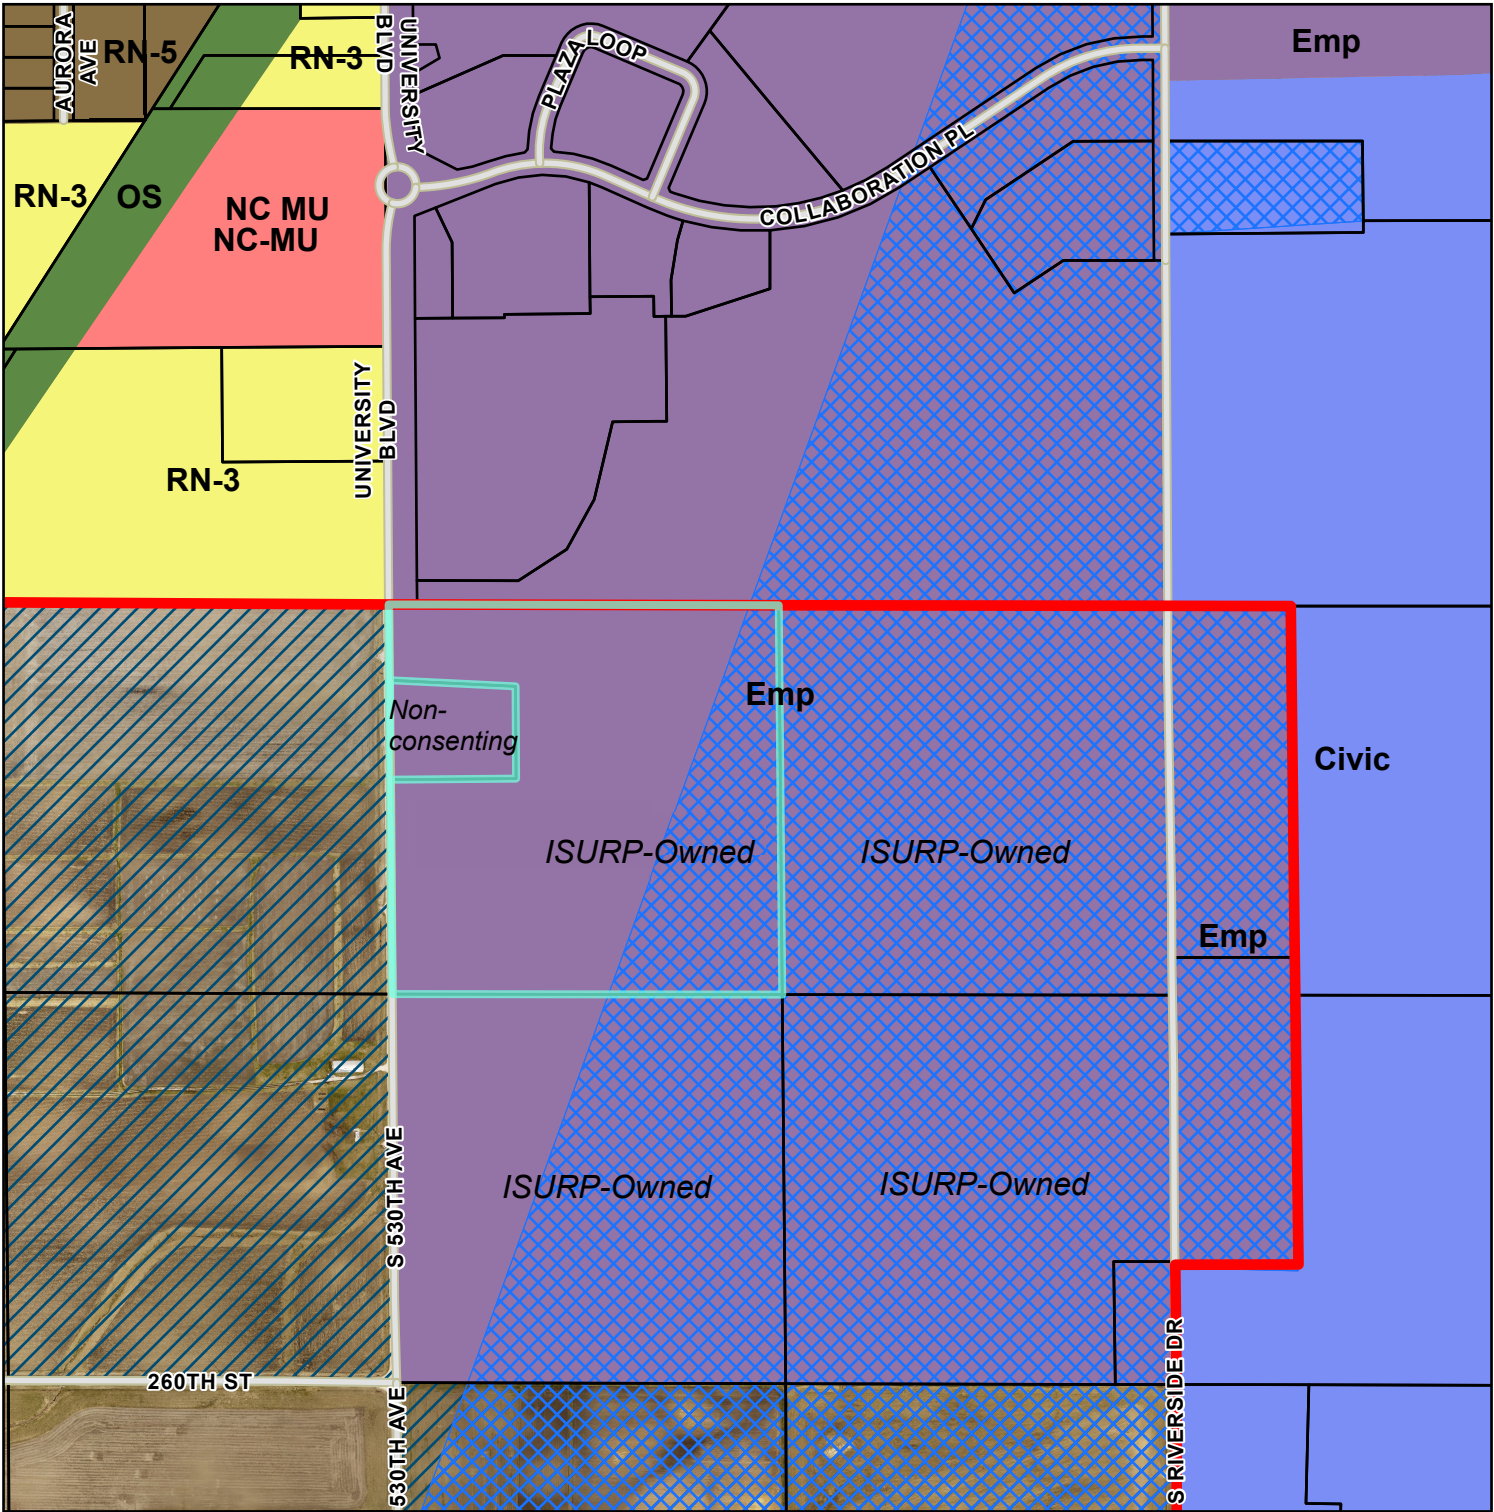 AURORA
AVE
RN-5
RN-3
UNIVERSITY
BLVD
PLAZA LOOP
Emp
COLLABORATION PL
RN-3
OS
NC MU
NC-MU
UNIVERSITY
BLVD
RN-3
Non-
consenting
Emp
Civic
ISURP-Owned
ISURP-Owned
Emp
S 530TH AVE
ISURP-Owned
ISURP-Owned
260TH ST
530TH AVE
S RIVERSIDE DR